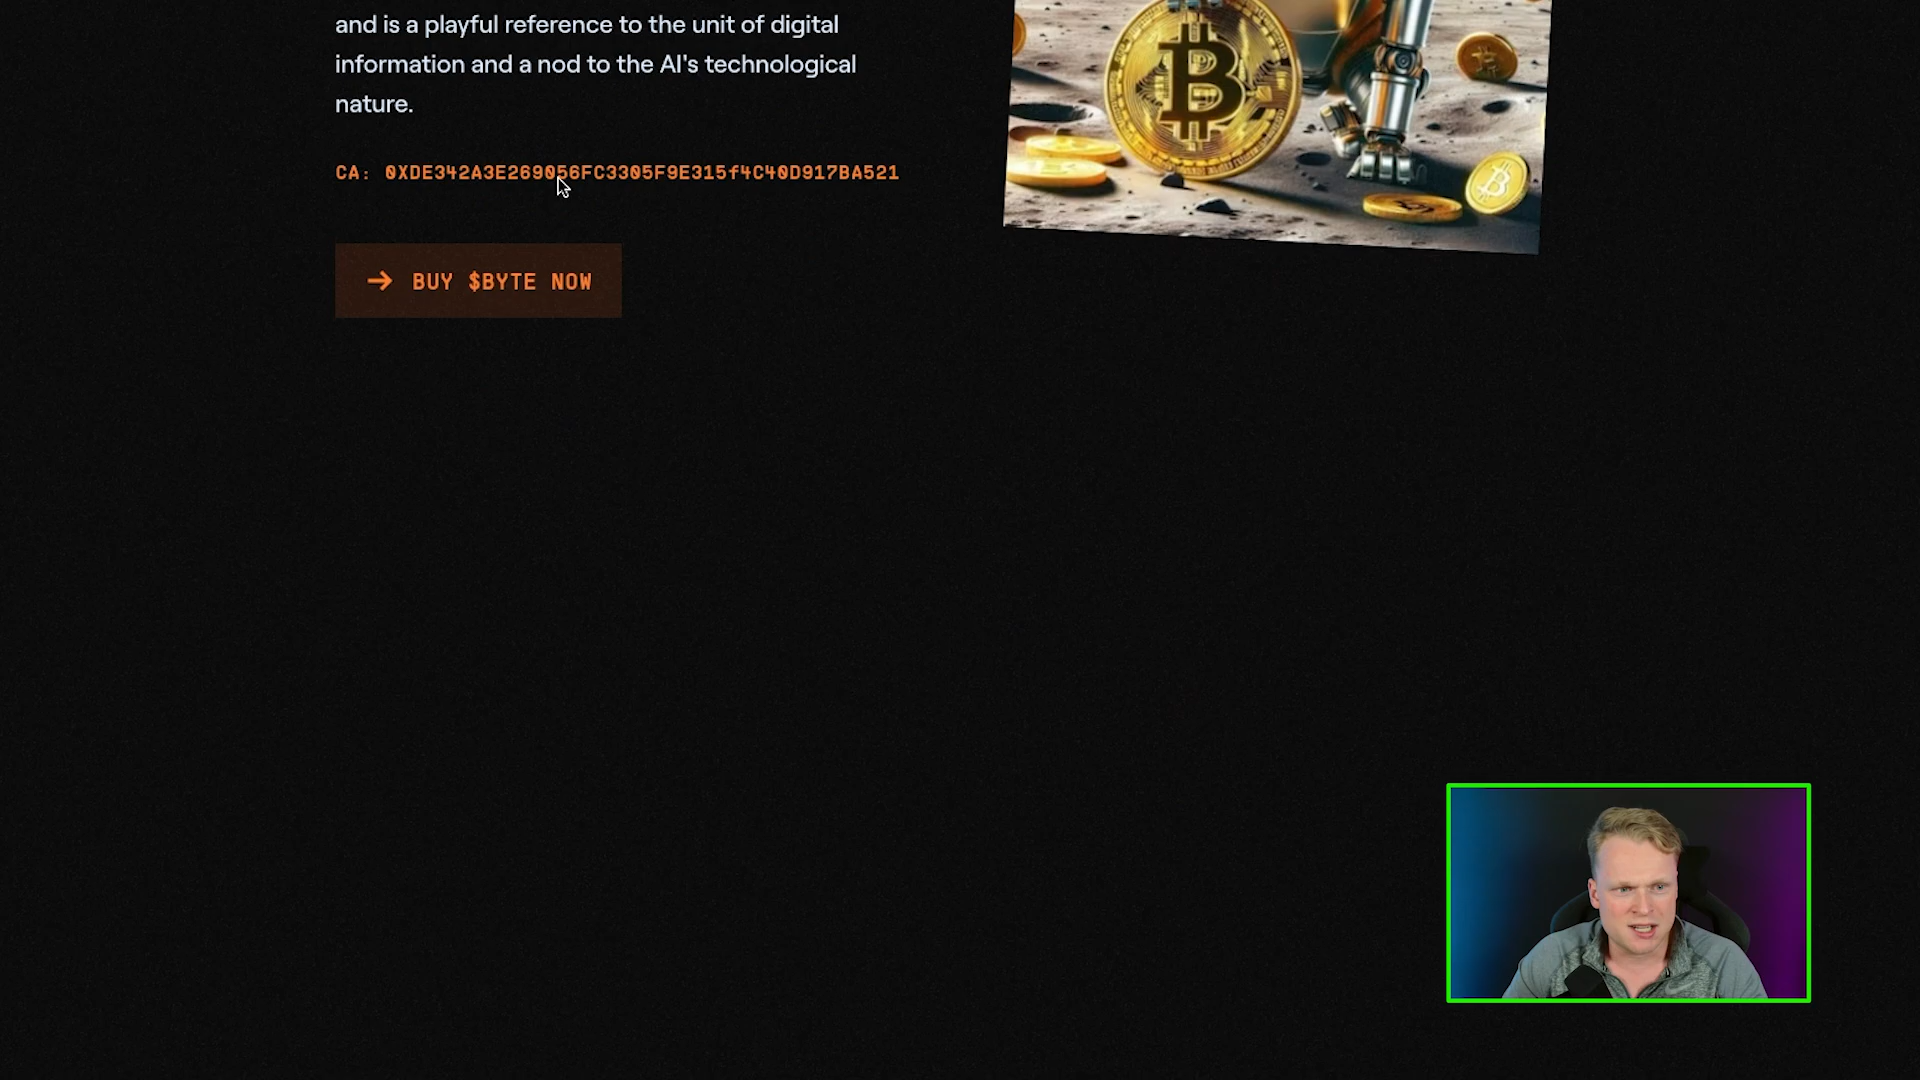 and is a playful reference to the unit of digital
information and a nod to the AI's technological
nature.
CA: 0XDE342A3E269056FC3305F9E315f4C40D917BA521
→ BUY $BYTE NOW